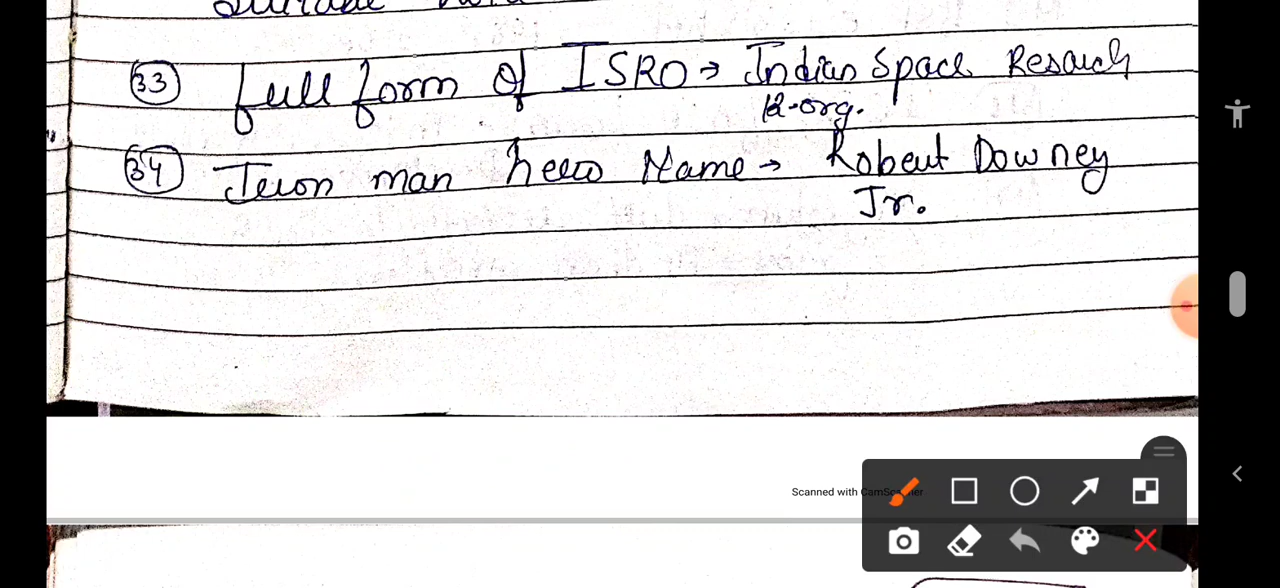 33 full form of ISRO → Indian Space Research
org.
34 Iron man hero Name → Robert Downey
Jr.
Scanned with CamScanner